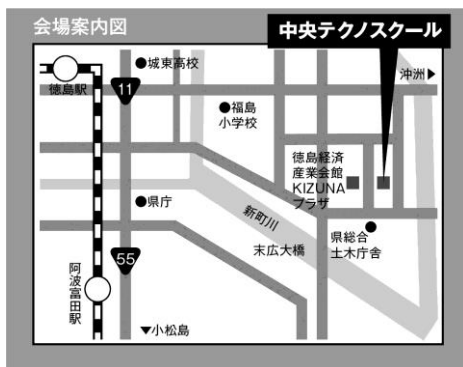 会場案内図
中央テクノスクール
沖洲▶
●城東高校
徳島駅
11
●福島
小学校
徳島経済
産業会館
KIZUNA
プラザ
●県庁
新町川
県総合
土木庁舎
末広大橋
55
阿波富田駅
▼小松島